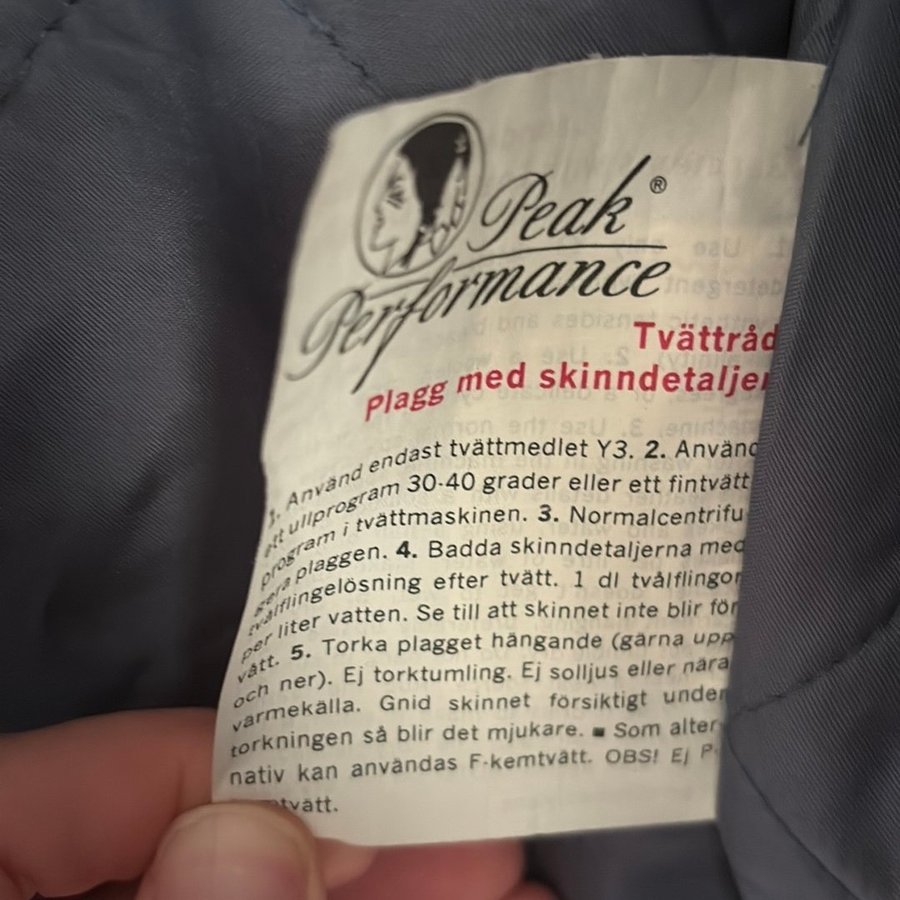 Peak®
Performance
Tvättråd
Plagg med skinndetaljer
1. Använd endast tvättmedlet Y3. 2. Använd
ett ullprogram 30-40 grader eller ett fintvätt
program i tvättmaskinen. 3. Normalcentrifu
gera plaggen. 4. Badda skinndetaljerna med
tvålflingelösning efter tvätt. 1 dl tvålflingor
per liter vatten. Se till att skinnet inte blir för
vått. 5. Torka plagget hängande (gärna upp
och ner). Ej torktumling. Ej solljus eller nära
värmekälla. Gnid skinnet försiktigt under
torkningen så blir det mjukare. ▪ Som alter
nativ kan användas F-kemtvätt. OBS! Ej P-
tvätt.